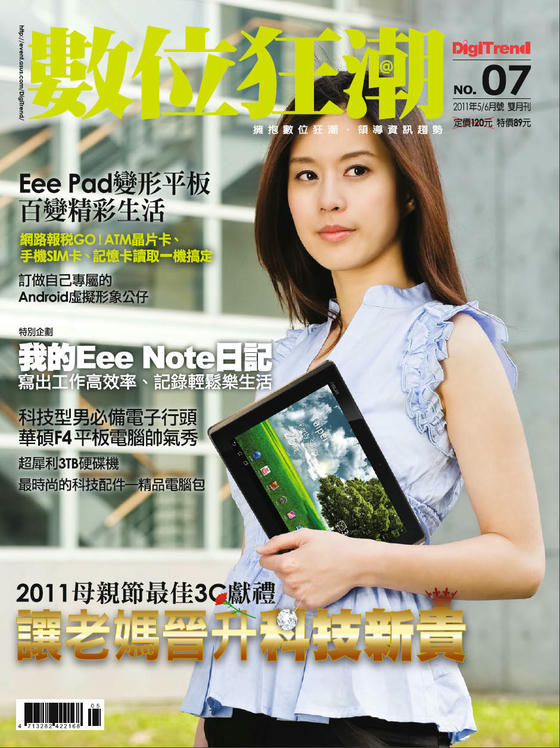 http://event.asus.com/DigiTrend/
數位狂潮
@
擁抱數位狂潮・領導資訊趨勢
DigiTrend
NO. 07
2011年5/6月號 雙月刊
定價120元 特價89元
Eee Pad變形平板
百變精彩生活
網路報稅GO！ATM晶片卡、
手機SIM卡、記憶卡讀取一機搞定
訂做自己專屬的
Android虛擬形象公仔
特別企劃
我的Eee Note日記
寫出工作高效率、記錄輕鬆樂生活
科技型男必備電子行頭
華碩F4平板電腦帥氣秀
超犀利3TB硬碟機
最時尚的科技配件—精品電腦包
2011母親節最佳3C獻禮
讓老媽晉升科技新貴
05
4 713282 422168